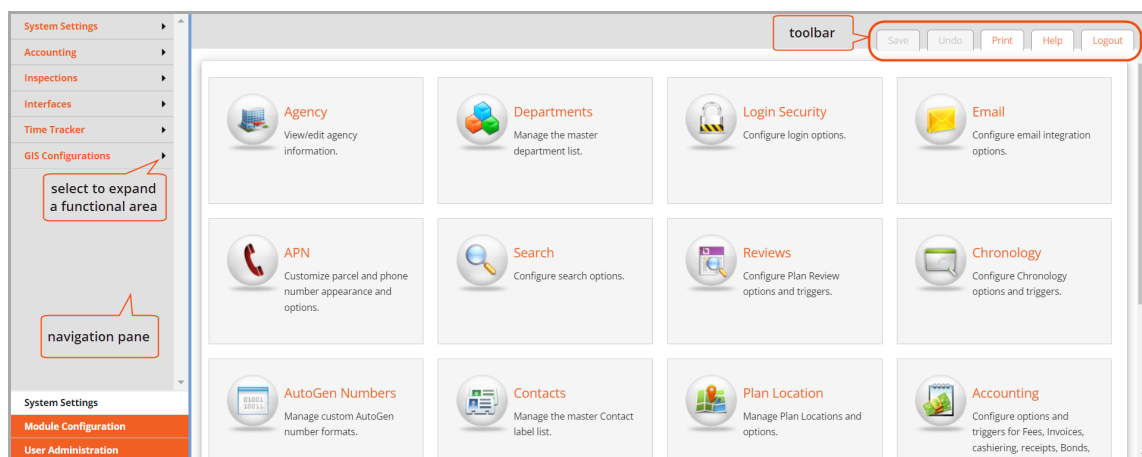 System Settings
Accounting
Inspections
Interfaces
Time Tracker
GIS Configurations
select to expand
a functional area
navigation pane
System Settings
Module Configuration
User Administration
toolbar
Save
Undo
Print
Help
Logout
Agency
View/edit agency
information.
Departments
Manage the master
department list.
Login Security
Configure login options.
Email
Configure email integration
options.
APN
Customize parcel and phone
number appearance and
options.
Search
Configure search options.
Reviews
Configure Plan Review
options and triggers.
Chronology
Configure Chronology
options and triggers.
01001
10011
AutoGen Numbers
Manage custom AutoGen
number formats.
Contacts
Manage the master Contact
label list.
Plan Location
Manage Plan Locations and
options.
Accounting
Configure options and
triggers for Fees, Invoices,
cashiering, receipts, Bonds,